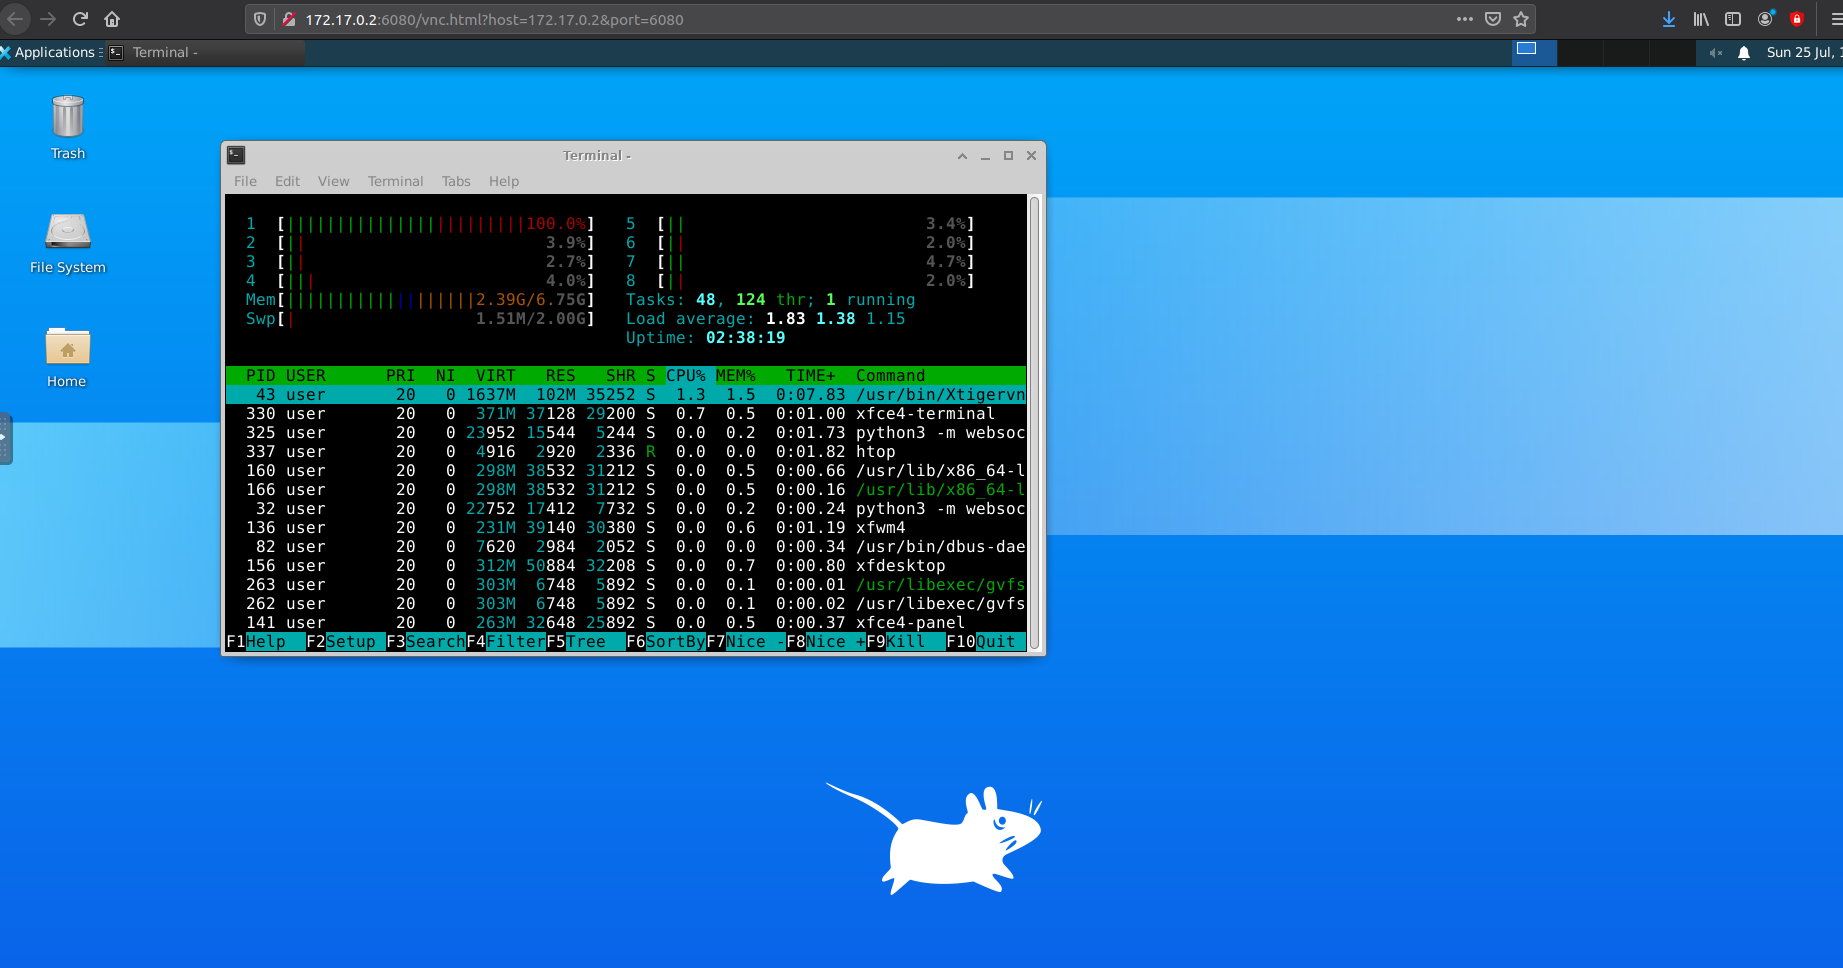 172.17.0.2:6080/vnc.html?host=172.17.0.2&port=6080
Applications Terminal - Sun 25 Jul,
Trash
File System
Home
Terminal -
File Edit View Terminal Tabs Help
1 [||||||||||||||||||||||||100.0%] 5 [|| 3.4%]
2 [|| 3.9%] 6 [|| 2.0%]
3 [|| 2.7%] 7 [|| 4.7%]
4 [||| 4.0%] 8 [|| 2.0%]
Mem[|||||||||||||||||||2.39G/6.75G] Tasks: 48, 124 thr; 1 running
Swp[| 1.51M/2.00G] Load average: 1.83 1.38 1.15
Uptime: 02:38:19
PID USER PRI NI VIRT RES SHR S CPU% MEM% TIME+ Command
43 user 20 0 1637M 102M 35252 S 1.3 1.5 0:07.83 /usr/bin/Xtigervn
330 user 20 0 371M 37128 29200 S 0.7 0.5 0:01.00 xfce4-terminal
325 user 20 0 23952 15544 5244 S 0.0 0.2 0:01.73 python3 -m websoc
337 user 20 0 4916 2920 2336 R 0.0 0.0 0:01.82 htop
160 user 20 0 298M 38532 31212 S 0.0 0.5 0:00.66 /usr/lib/x86_64-l
166 user 20 0 298M 38532 31212 S 0.0 0.5 0:00.16 /usr/lib/x86_64-l
32 user 20 0 22752 17412 7732 S 0.0 0.2 0:00.24 python3 -m websoc
136 user 20 0 231M 39140 30380 S 0.0 0.6 0:01.19 xfwm4
82 user 20 0 7620 2984 2052 S 0.0 0.0 0:00.34 /usr/bin/dbus-dae
156 user 20 0 312M 50884 32208 S 0.0 0.7 0:00.80 xfdesktop
263 user 20 0 303M 6748 5892 S 0.0 0.1 0:00.01 /usr/libexec/gvfs
262 user 20 0 303M 6748 5892 S 0.0 0.1 0:00.02 /usr/libexec/gvfs
141 user 20 0 263M 32648 25892 S 0.0 0.5 0:00.37 xfce4-panel
F1Help F2Setup F3SearchF4FilterF5Tree F6SortByF7Nice -F8Nice +F9Kill F10Quit